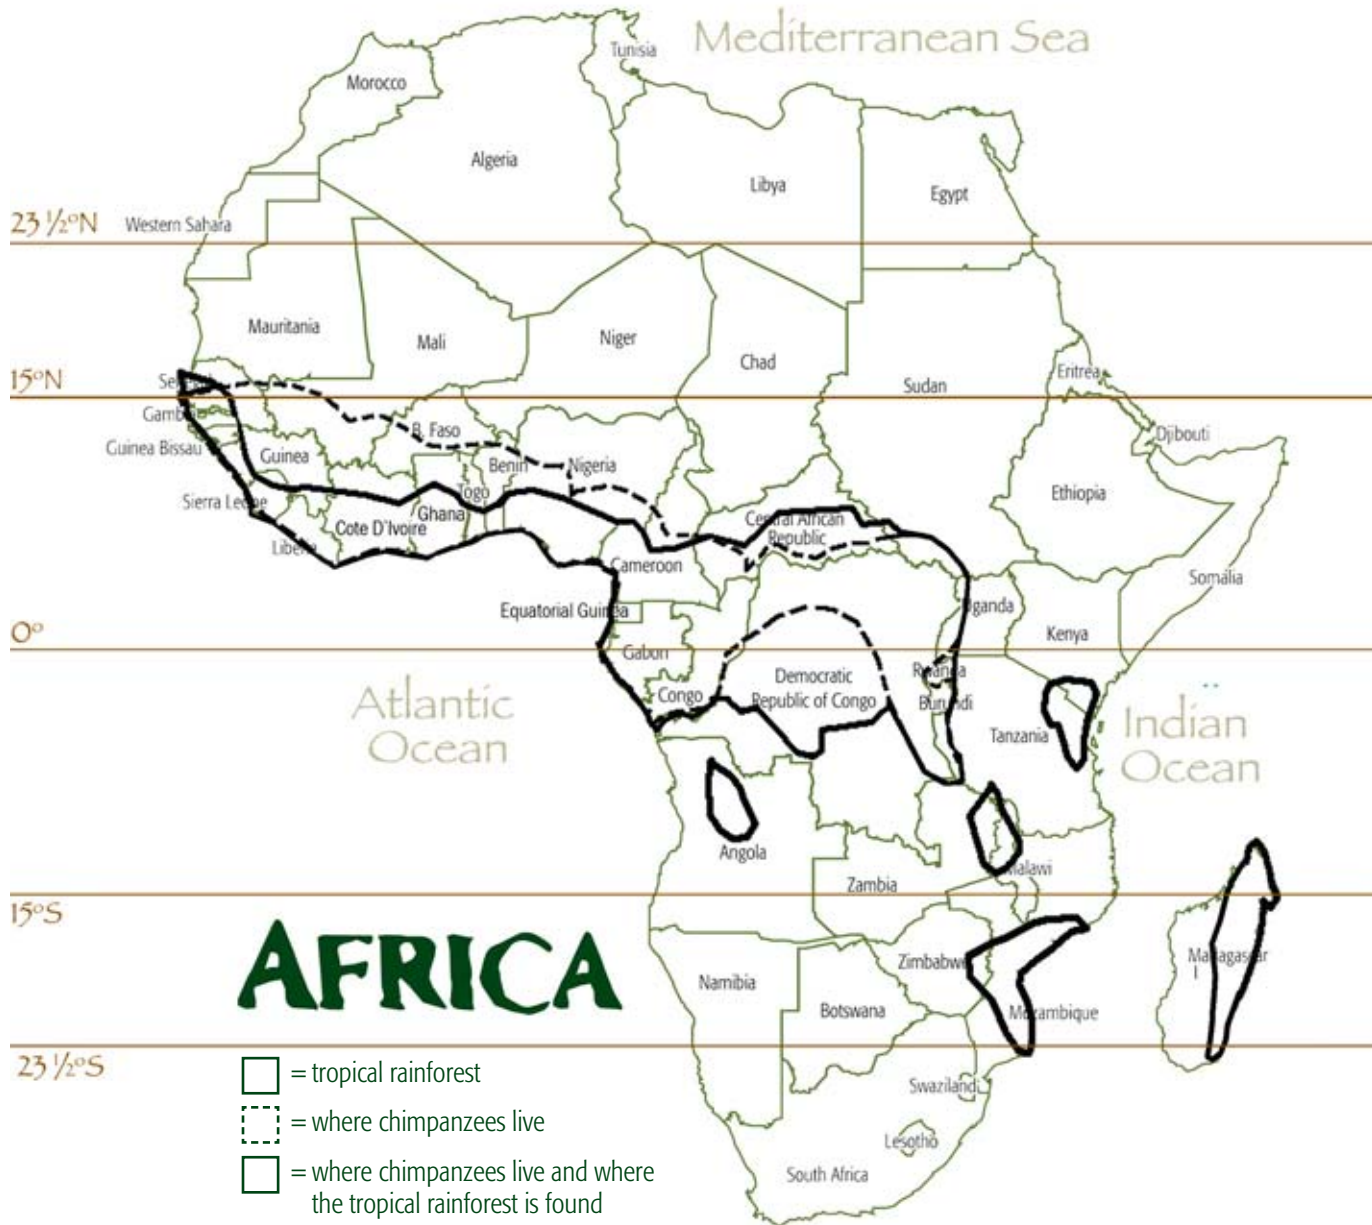 Mediterranean Sea
Tunisia
Morocco
Algeria
Libya
Egypt
Western Sahara
23 ½°N
Mauritania
Mali
Niger
Chad
Sudan
Eritrea
15°N
Senegal
Gambia
B. Faso
Djibouti
Guinea Bissau
Guinea
Benin
Nigeria
Togo
Ethiopia
Sierra Leone
Ghana
Cote D'Ivoire
Central African
Republic
Liberia
Cameroon
Somalia
Equatorial Guinea
Uganda
Kenya
0°
Gabon
Rwanda
Democratic
Republic of Congo
Congo
Burundi
Atlantic
Ocean
Tanzania
Indian
Ocean
Angola
Malawi
Zambia
15°S
AFRICA
Zimbabwe
Madagascar
Namibia
Botswana
Mozambique
23 ½°S
Swaziland
Lesotho
South Africa
= tropical rainforest
= where chimpanzees live
= where chimpanzees live and where
the tropical rainforest is found